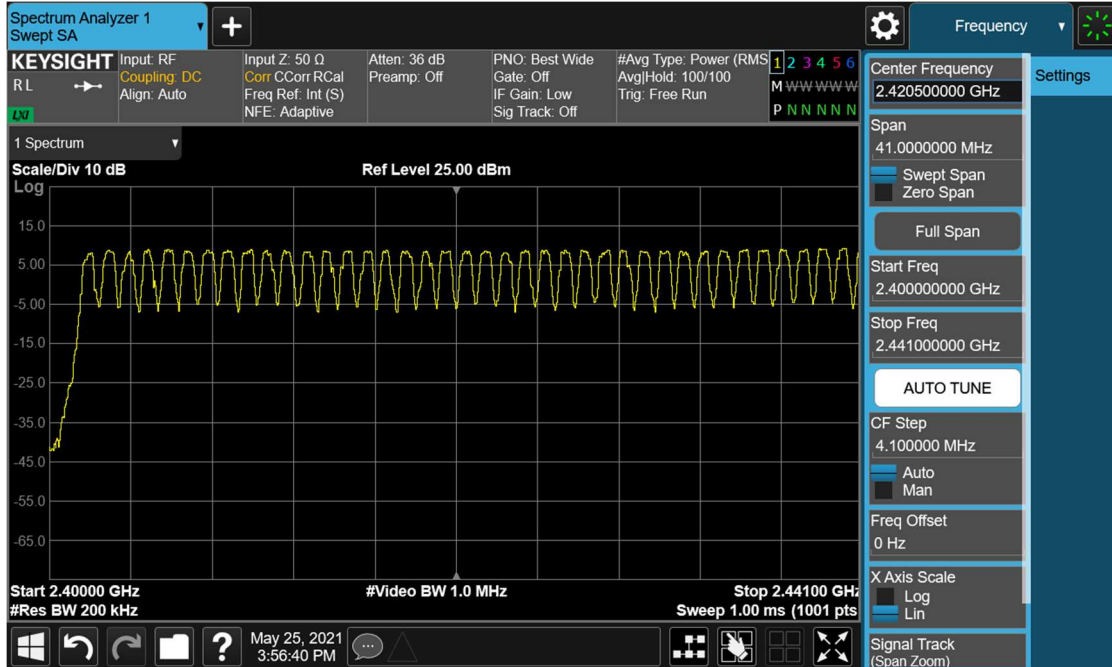 Spectrum Analyzer 1
Swept SA
Frequency
KEYSIGHT
R L
LXI
Input: RF
Coupling: DC
Align: Auto
Input Z: 50 Ω
Corr CCorr RCal
Freq Ref: Int (S)
NFE: Adaptive
Atten: 36 dB
Preamp: Off
PNO: Best Wide
Gate: Off
IF Gain: Low
Sig Track: Off
#Avg Type: Power (RMS
Avg|Hold: 100/100
Trig: Free Run
1 2 3 4 5 6
M W W W W W
P N N N N N
1 Spectrum
Scale/Div 10 dB
Ref Level 25.00 dBm
Log
15.0
5.00
-5.00
-15.0
-25.0
-35.0
-45.0
-55.0
-65.0
Start 2.40000 GHz
#Video BW 1.0 MHz
Stop 2.44100 GHz
#Res BW 200 kHz
Sweep 1.00 ms (1001 pts
May 25, 2021
3:56:40 PM
Center Frequency
2.420500000 GHz
Settings
Span
41.0000000 MHz
Swept Span
Zero Span
Full Span
Start Freq
2.400000000 GHz
Stop Freq
2.441000000 GHz
AUTO TUNE
CF Step
4.100000 MHz
Auto
Man
Freq Offset
0 Hz
X Axis Scale
Log
Lin
Signal Track
(Span Zoom)